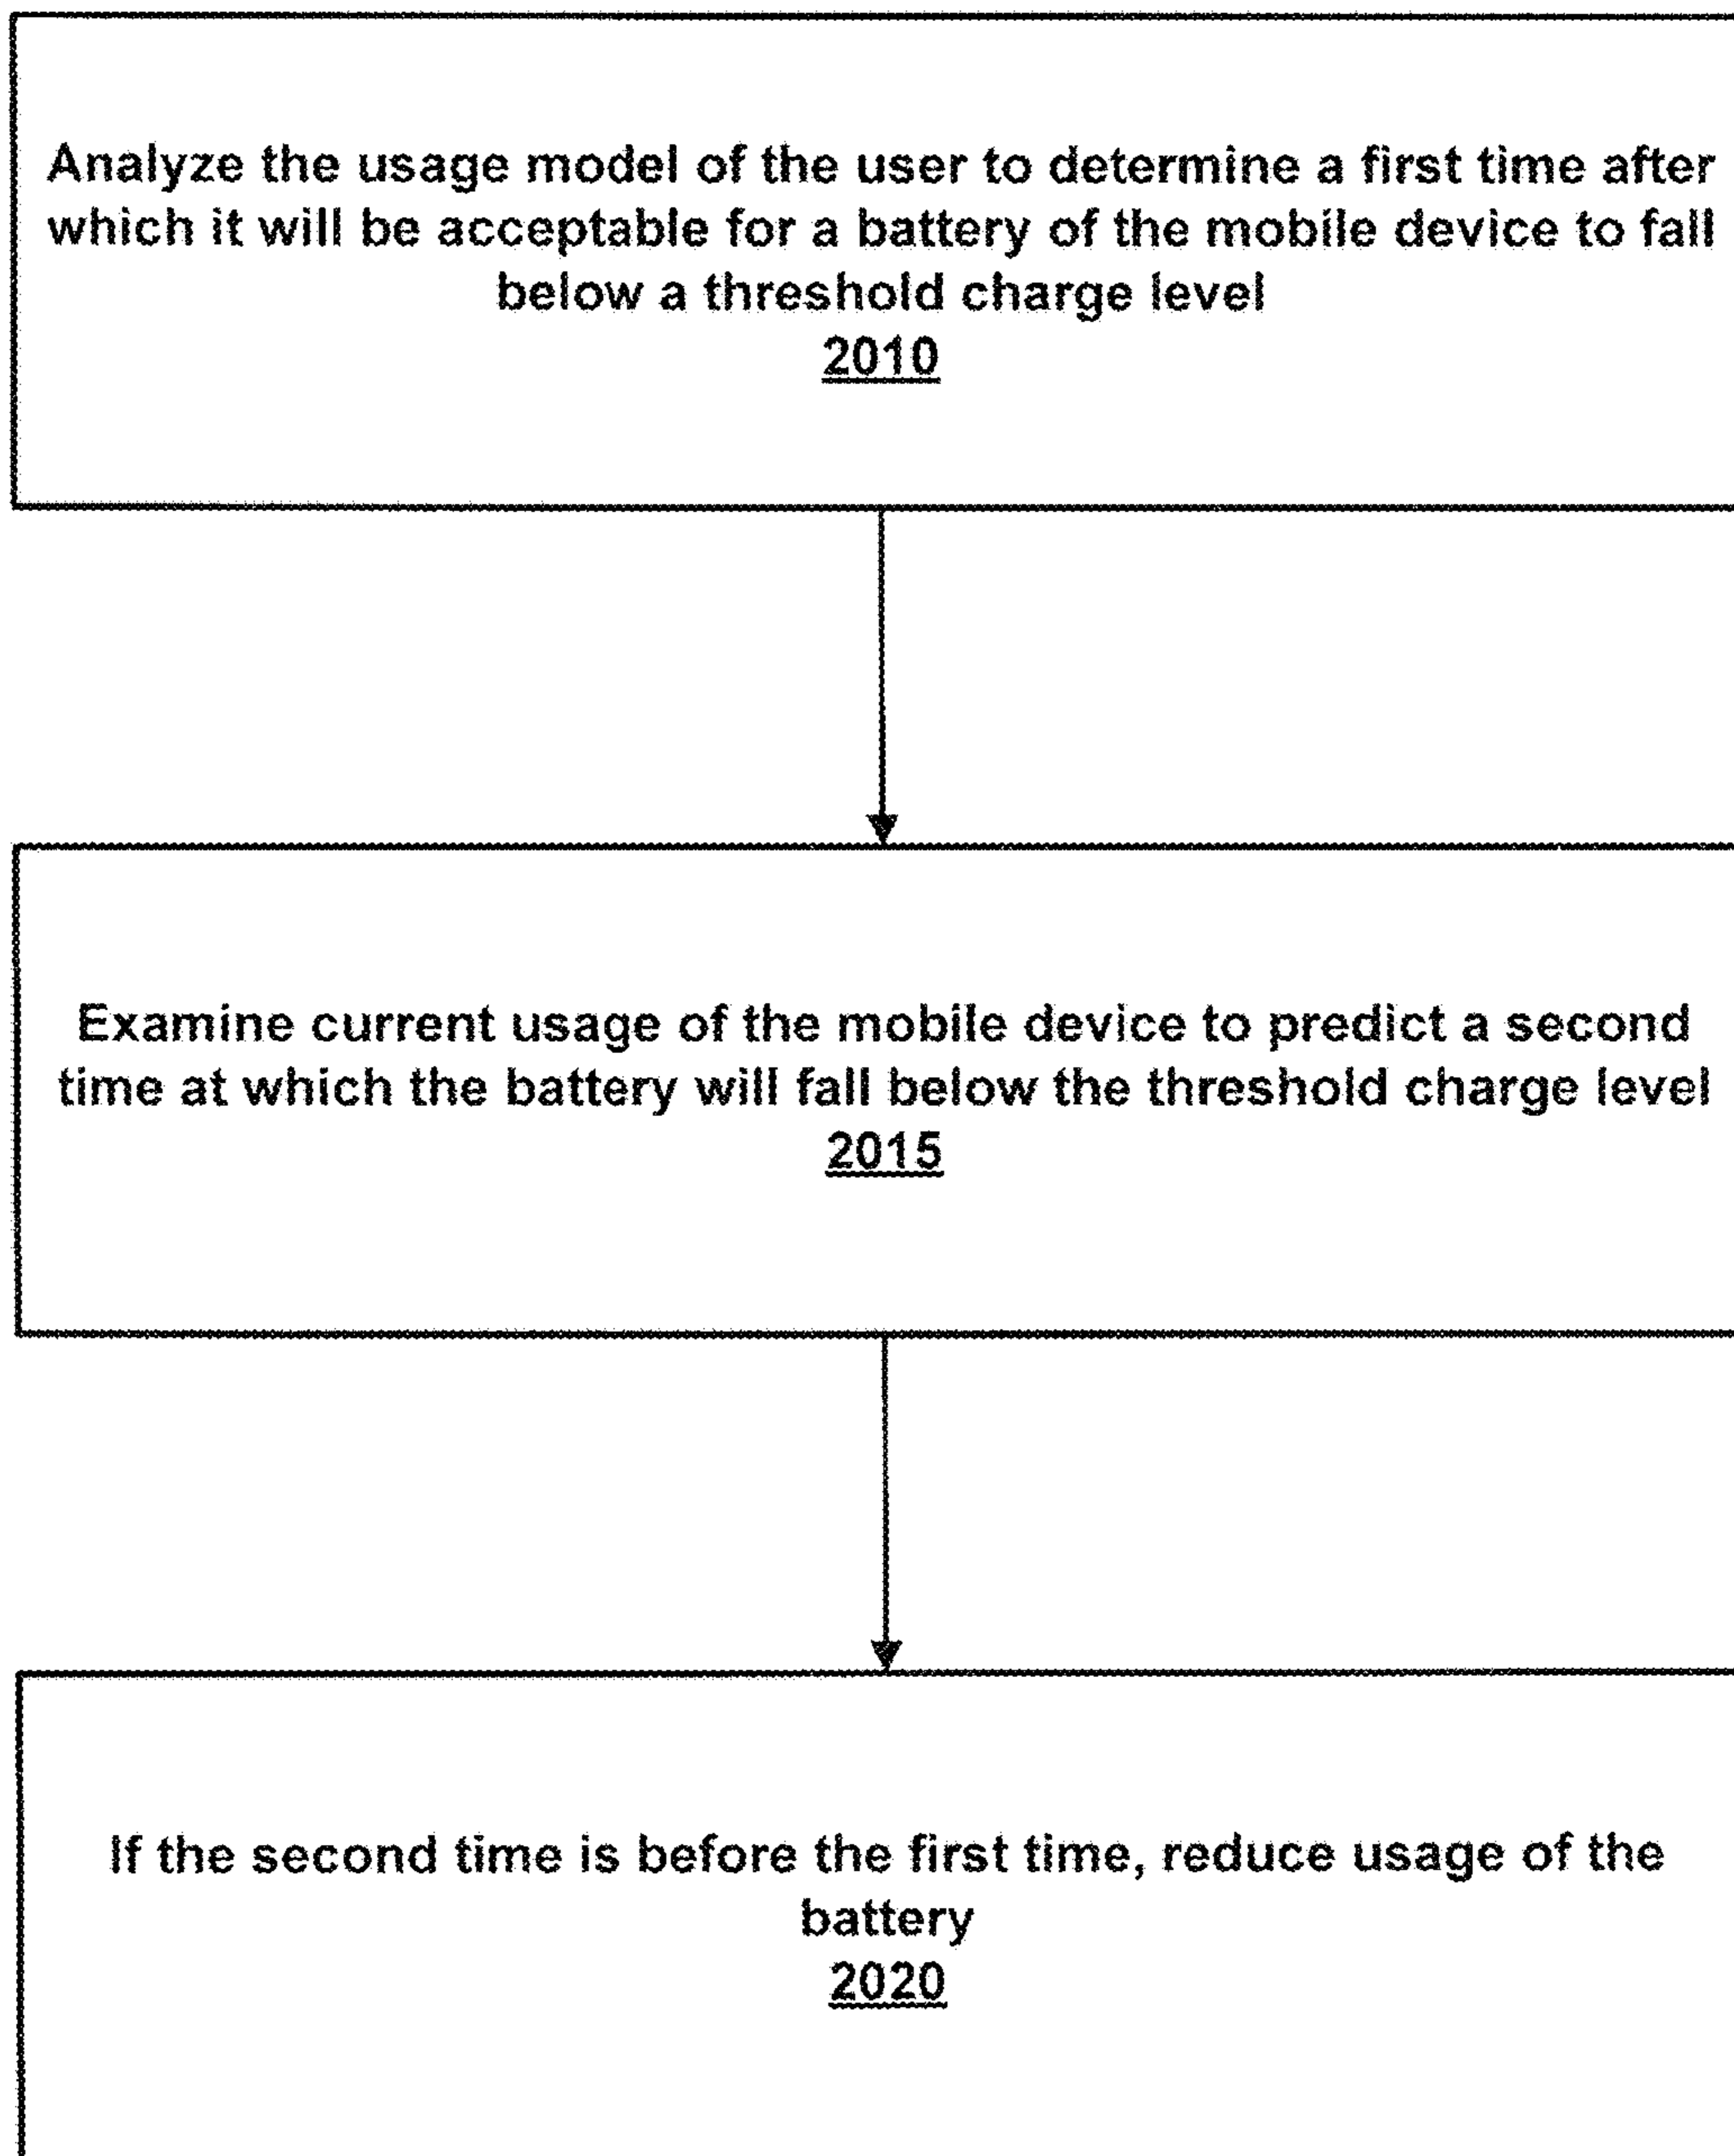 Analyze the usage model of the user to determine a first time after
which it will be acceptable for a battery of the mobile device to fall
below a threshold charge level
2010
Examine current usage of the mobile device to predict a second
time at which the battery will fall below the threshold charge level
2015
If the second time is before the first time, reduce usage of the
battery
2020